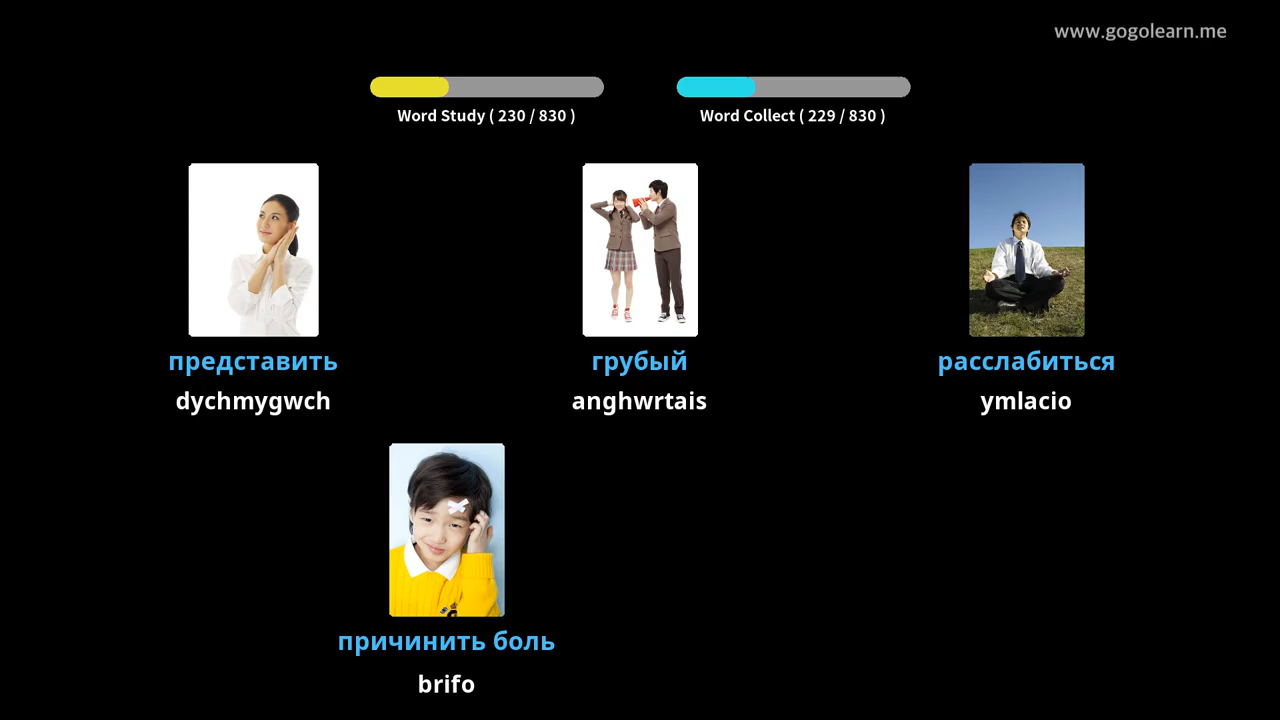 www.gogolearn.me
Word Study ( 230 / 830 )
Word Collect ( 229 / 830 )
представить
грубый
расслабиться
dychmygwch
anghwrtais
ymlacio
причинить боль
brifo